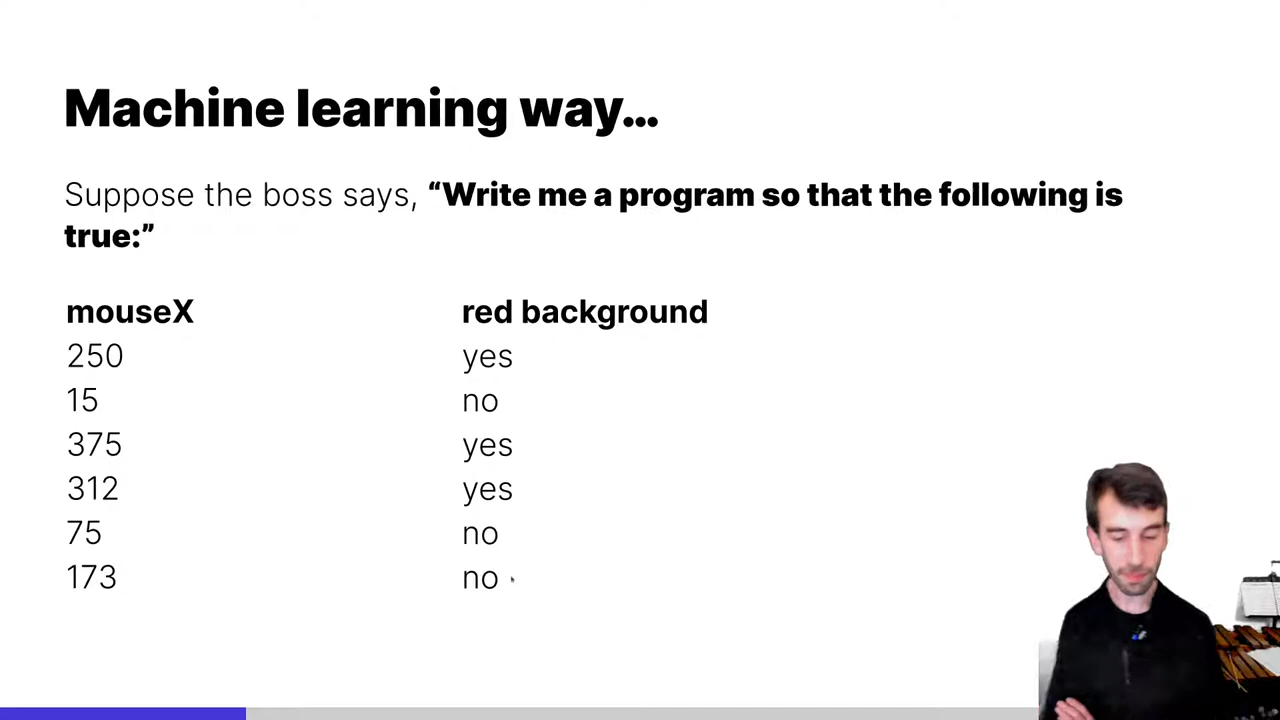 Machine learning way...
Suppose the boss says, “Write me a program so that the following is
true:”
mouseX red background
250 yes
15 no
375 yes
312 yes
75 no
173 no